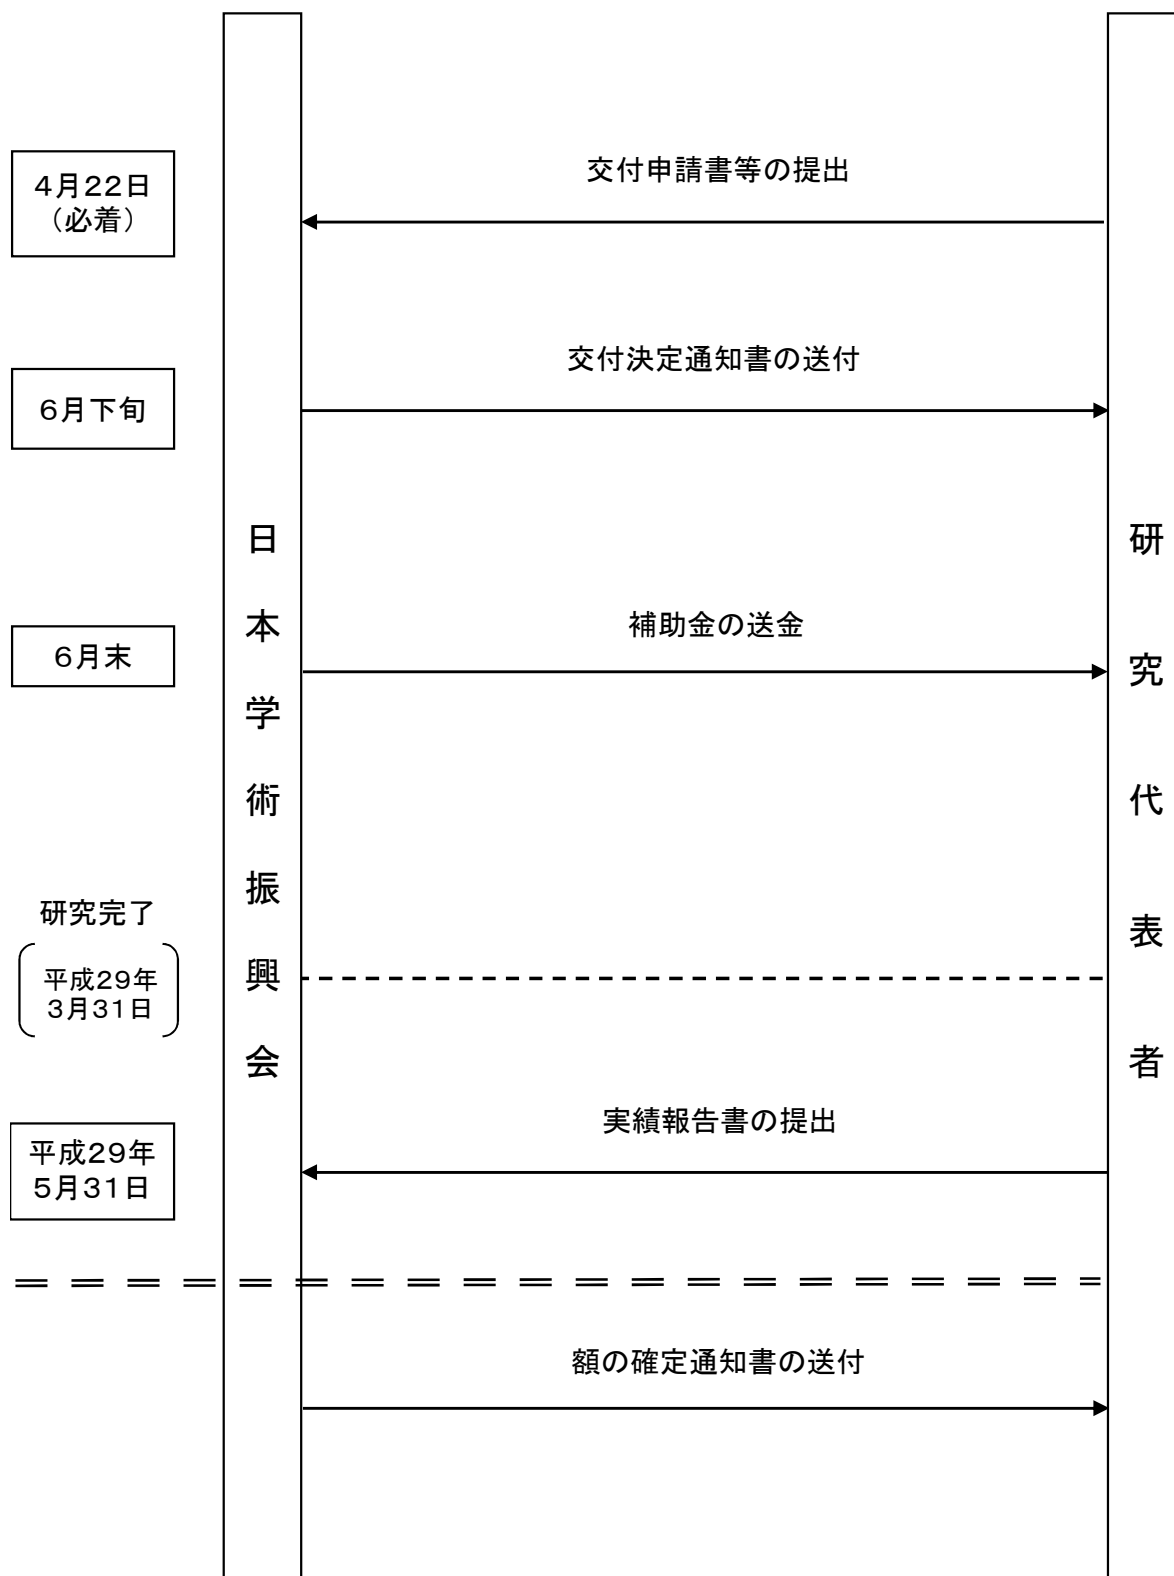 交付申請書等の提出
4月22日
（必着）
交付決定通知書の送付
6月下旬
日本学術振興会
研究代表者
補助金の送金
6月末
研究完了
平成29年
3月31日
実績報告書の提出
平成29年
5月31日
額の確定通知書の送付